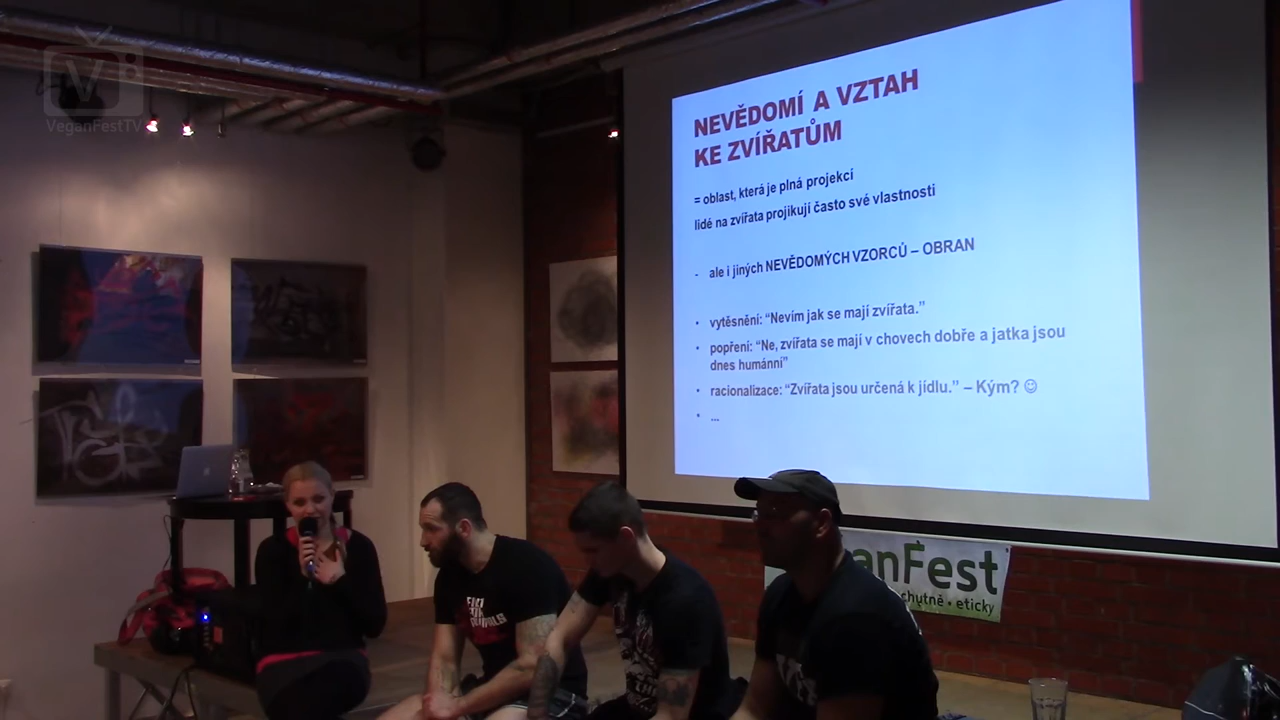 VeganFestTV
NEVĚDOMÍ A VZTAH
KE ZVÍŘATŮM
= oblast, která je plná projekcí
lidé na zvířata projikují často své vlastnosti
- ale i jiných NEVĚDOMÝCH VZORCŮ – OBRAN
• vytěsnění: “Nevím jak se mají zvířata.”
• popření: “Ne, zvířata se mají v chovech dobře a jatka jsou
dnes humánní”
• racionalizace: “Zvířata jsou určená k jídlu.” – Kým? ☺
• ...
anFest
chutně • eticky